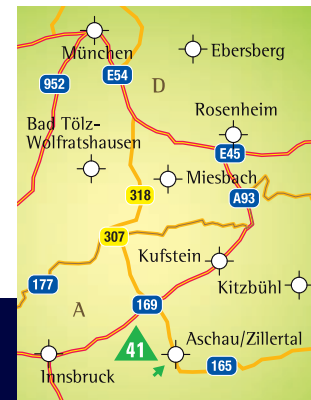 München
Ebersberg
E54
952
D
Rosenheim
Bad Tölz-
Wolfratshausen
E45
Miesbach
318
A93
307
Kufstein
177
Kitzbühl
169
A
41
Aschau/Zillertal
Innsbruck
165